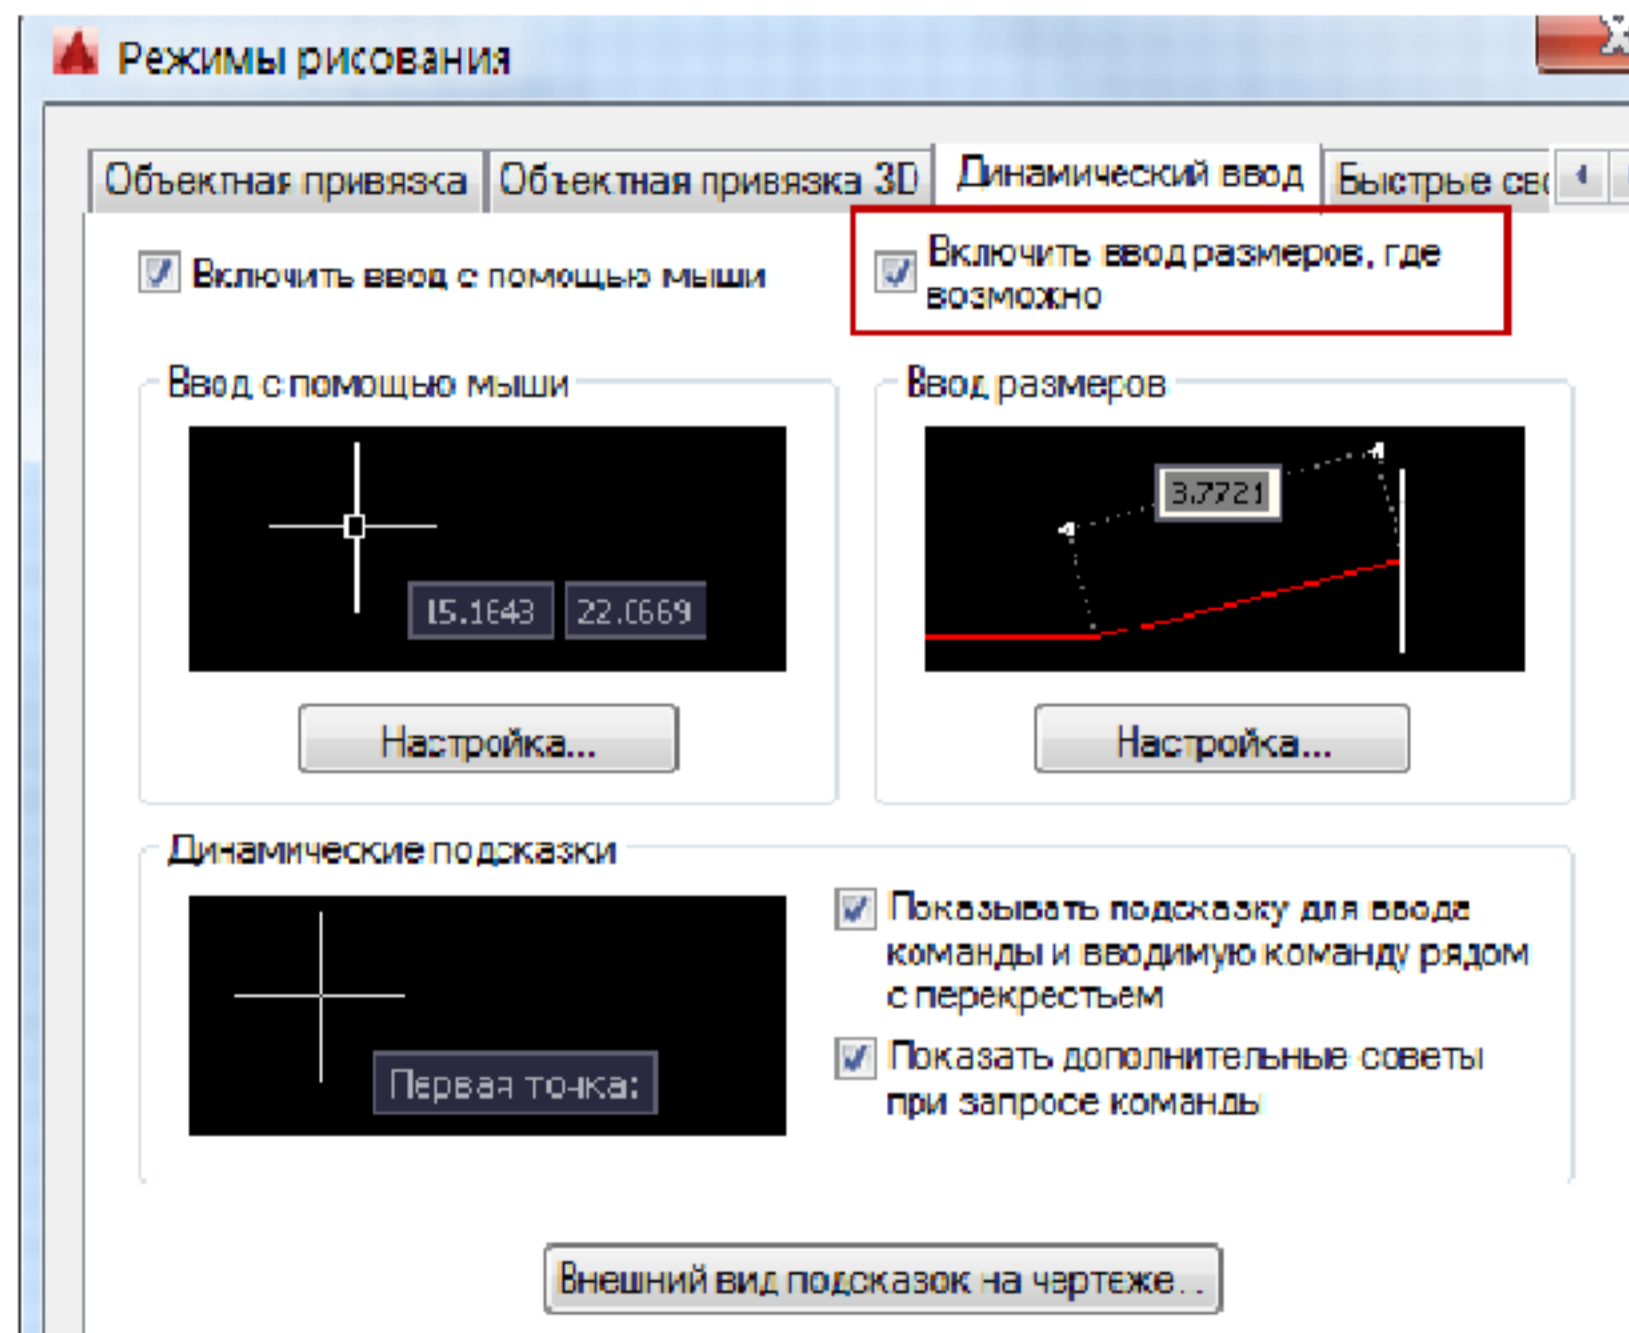 Режимы рисования
Объектная привязка
Объектная привязка 3D
Динамический ввод
Быстрые сво
Включить ввод с помощью мыши
Включить ввод размеров, где
возможно
Ввод с помощью мыши
Ввод размеров
3.7721
15.1643
22.0669
Настройка...
Настройка...
Динамические подсказки
Первая точка:
Показывать подсказку для ввода
команды и вводимую команду рядом
с перекрестьем
Показать дополнительные советы
при запросе команды
Внешний вид подсказок на чертеже...